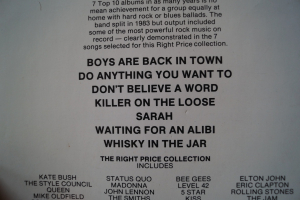 7 Top 10 albums in as many years is no
mean achievement for a group equally at
home with hard rock or blues ballads. The
band split in 1983 but output included
some of the most powerful rock music on
record — clearly demonstrated in the 7
songs selected for this Right Price collection.
BOYS ARE BACK IN TOWN
DO ANYTHING YOU WANT TO
DON'T BELIEVE A WORD
KILLER ON THE LOOSE
SARAH
WAITING FOR AN ALIBI
WHISKY IN THE JAR
THE RIGHT PRICE COLLECTION
INCLUDES
KATE BUSH STATUS QUO BEE GEES ELTON JOHN
THE STYLE COUNCIL MADONNA LEVEL 42 ERIC CLAPTON
QUEEN JOHN LENNON 5 STAR ROLLING STONES
MIKE OLDFIELD THE SMITHS KISS THE JAM